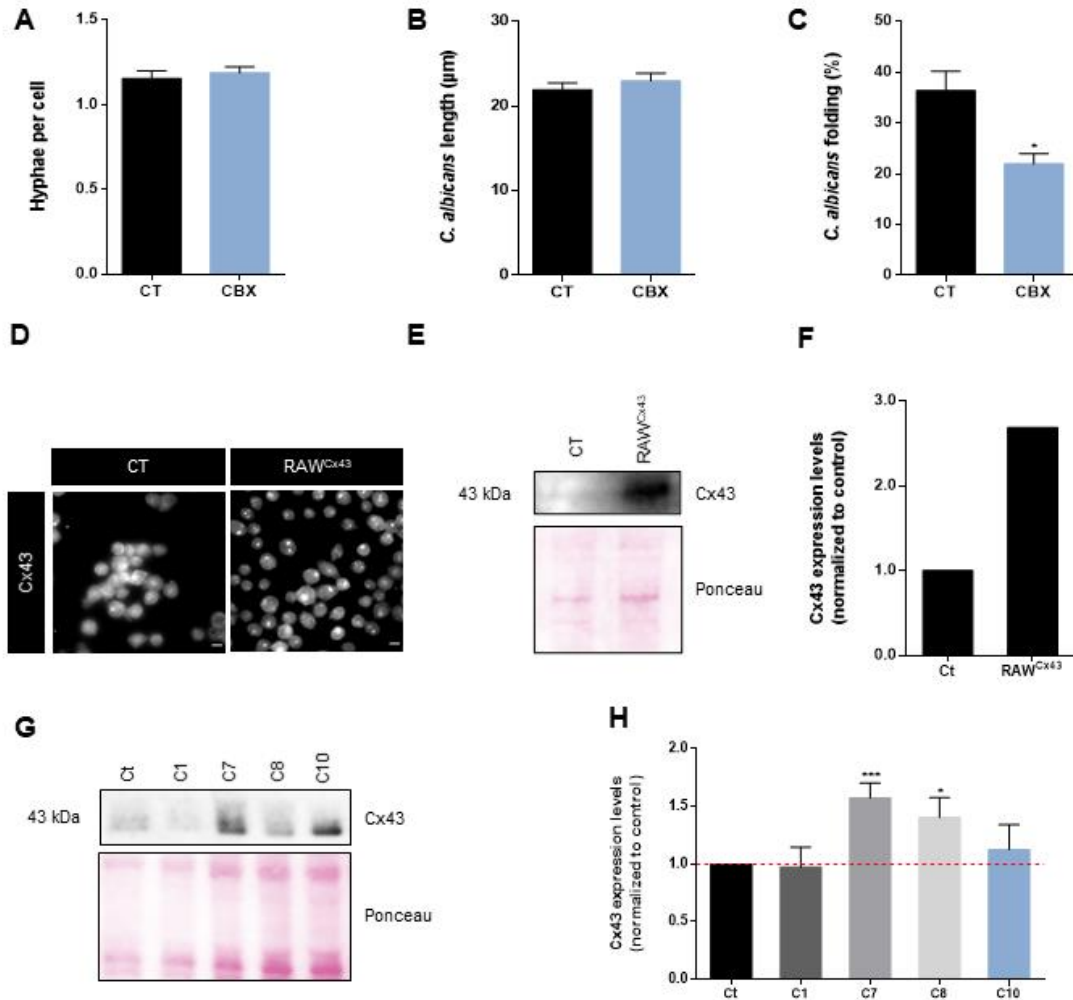 A
Hyphae per cell
1.5
1.0
0.5
0.0
CT
CBX
B
C. albicans length (µm)
30
20
10
0
CT
CBX
C
C. albicans folding (%)
50
40
30
20
10
0
*
CT
CBX
D
CT
RAWCx43
Cx43
E
CT
RAWCx43
43 kDa
Cx43
Ponceau
F
Cx43 expression levels
(normalized to control)
3.0
2.0
1.0
0.0
Ct
RAWCx43
G
Ct
C1
C7
C8
C10
43 kDa
Cx43
Ponceau
H
Cx43 expression levels
(normalized to control)
2.0
1.5
1.0
0.5
0.0
***
*
Ct
C1
C7
C8
C10